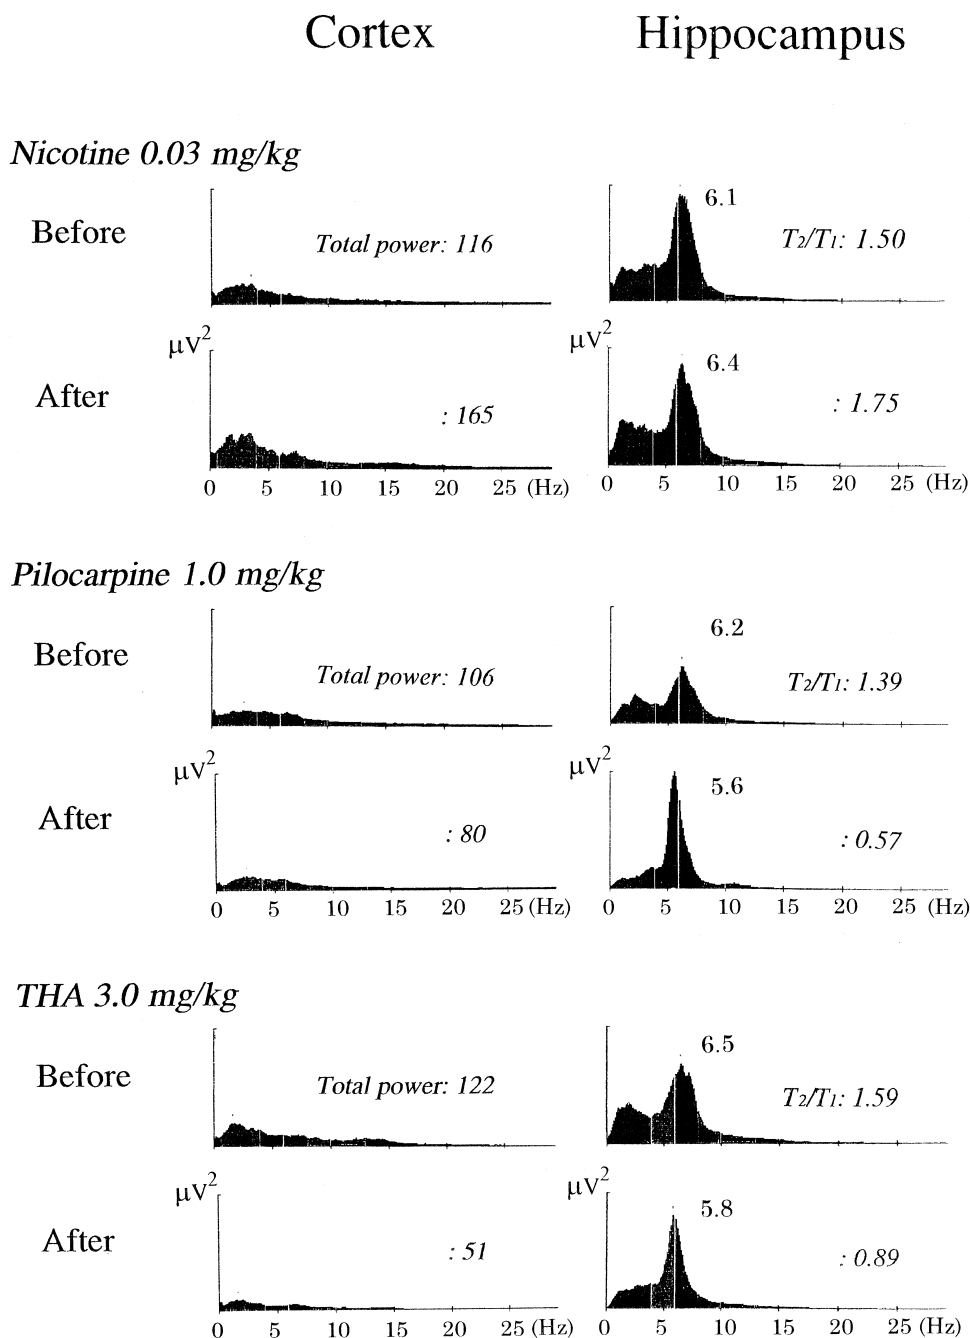 Cortex Hippocampus
Nicotine 0.03 mg/kg
Before Total power: 116 6.1 T2/T1: 1.50
μV² μV²
After : 165 6.4 : 1.75
0 5 10 15 20 25 (Hz) 0 5 10 15 20 25 (Hz)
Pilocarpine 1.0 mg/kg
Before Total power: 106 6.2 T2/T1: 1.39
μV² μV²
After : 80 5.6 : 0.57
0 5 10 15 20 25 (Hz) 0 5 10 15 20 25 (Hz)
THA 3.0 mg/kg
Before Total power: 122 6.5 T2/T1: 1.59
μV² μV²
After : 51 5.8 : 0.89
0 5 10 15 20 25 (Hz) 0 5 10 15 20 25 (Hz)